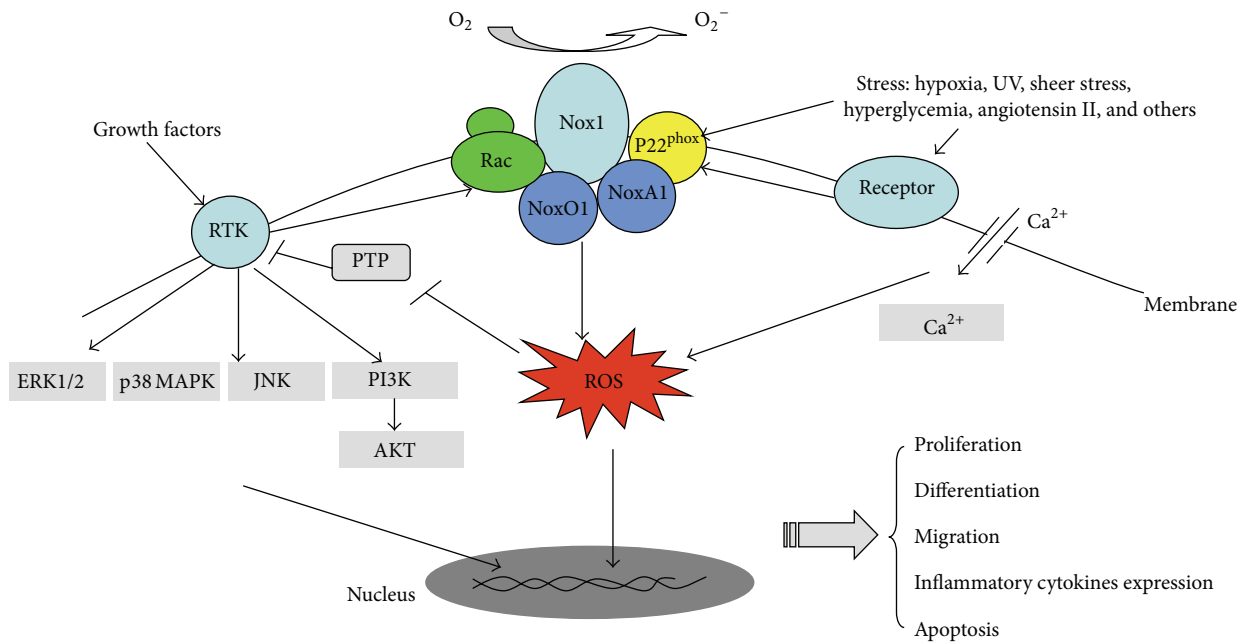 O₂
O₂⁻
Stress: hypoxia, UV, sheer stress,
hyperglycemia, angiotensin II, and others
Growth factors
Nox1
P22ᵖʰᵒˣ
Rac
NoxO1
NoxA1
Receptor
RTK
PTP
Ca²⁺
Membrane
Ca²⁺
ERK1/2
p38 MAPK
JNK
PI3K
ROS
AKT
Proliferation
Differentiation
Migration
Inflammatory cytokines expression
Apoptosis
Nucleus